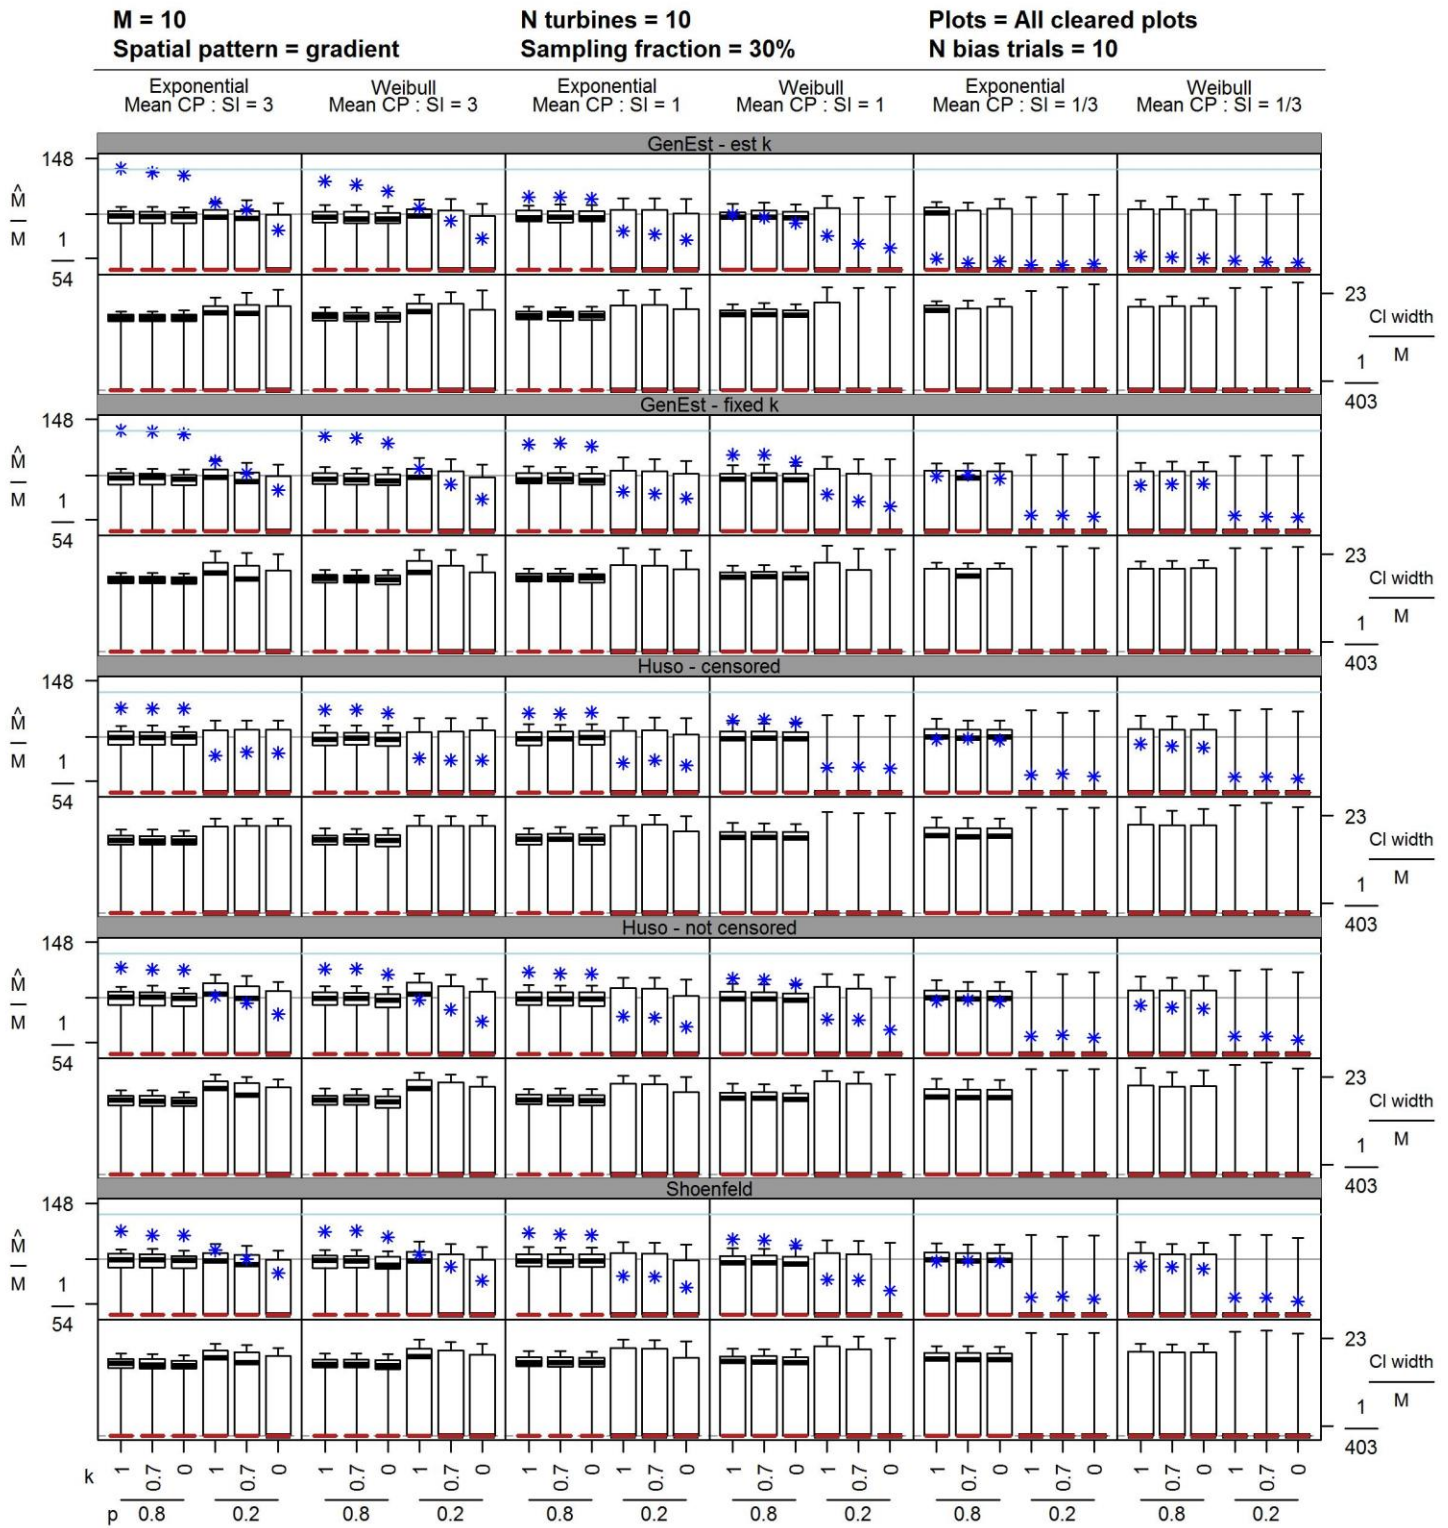 M = 10 N turbines = 10 Plots = All cleared plots
Spatial pattern = gradient Sampling fraction = 30% N bias trials = 10
Exponential Weibull Exponential Weibull Exponential Weibull
Mean CP : SI = 3 Mean CP : SI = 3 Mean CP : SI = 1 Mean CP : SI = 1 Mean CP : SI = 1/3 Mean CP : SI = 1/3
GenEst - est k
148
M̂
M
1
54
23
CI width
M
1
403
GenEst - fixed k
148
M̂
M
1
54
23
CI width
M
1
403
Huso - censored
148
M̂
M
1
54
23
CI width
M
1
403
Huso - not censored
148
M̂
M
1
54
23
CI width
M
1
403
Shoenfeld
148
M̂
M
1
54
23
CI width
M
1
403
k 1 0.7 0 1 0.7 0 1 0.7 0 1 0.7 0 1 0.7 0 1 0.7 0 1 0.7 0 1 0.7 0 1 0.7 0 1 0.7 0 1 0.7 0 1 0.7 0
p 0.8 0.2 0.8 0.2 0.8 0.2 0.8 0.2 0.8 0.2 0.8 0.2